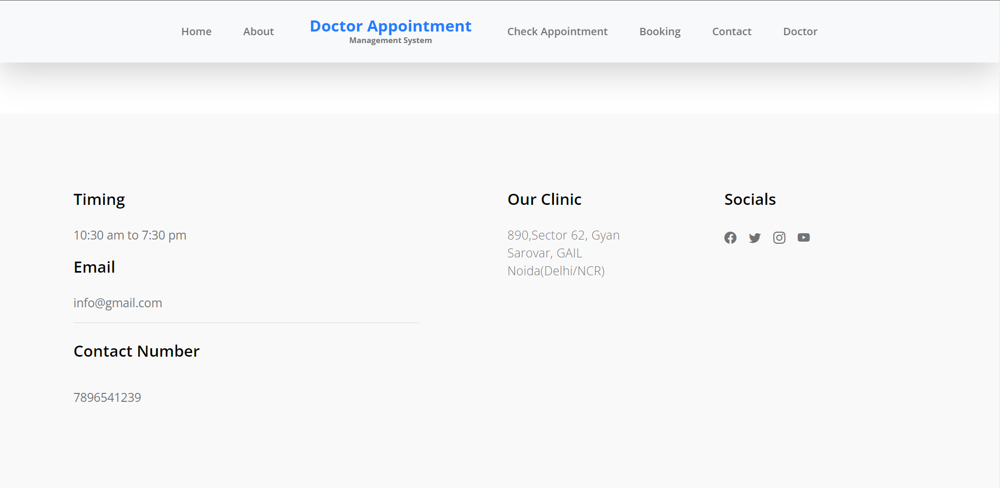 Home
About
Doctor Appointment
Management System
Check Appointment
Booking
Contact
Doctor
Timing
10:30 am to 7:30 pm
Email
info@gmail.com
Contact Number
7896541239
Our Clinic
890,Sector 62, Gyan
Sarovar, GAIL
Noida(Delhi/NCR)
Socials